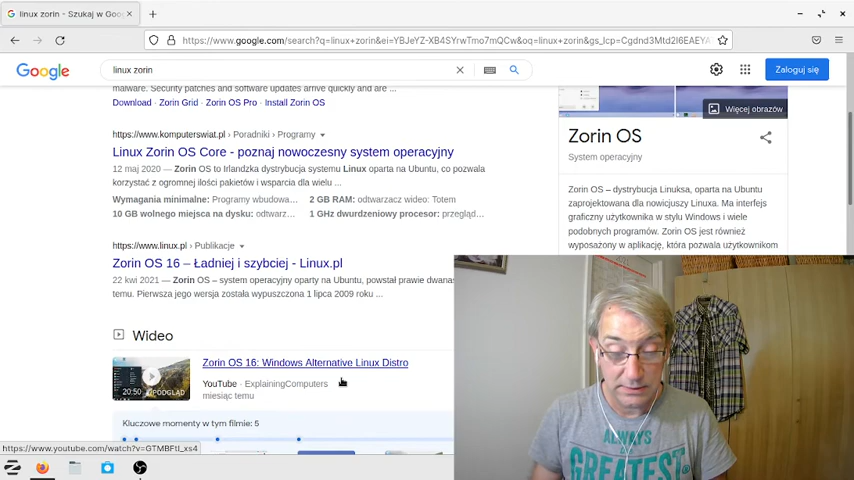 linux zorin - Szukaj w Goo
https://www.google.com/search?q=linux+zorin&ei=YBJeYZ-XB4SYrwTmo7mQCw&oq=linux+zorin&gs_lcp=Cgdnd3Mtd2l6EAEYA
Google
linux zorin
Zaloguj się
malware. Security patches and software updates arrive quickly and are ...
Download · Zorin Grid · Zorin OS Pro · Install Zorin OS
https://www.komputerswiat.pl › Poradniki › Programy
Linux Zorin OS Core - poznaj nowoczesny system operacyjny
12 maj 2020 — Zorin OS to Irlandzka dystrybucja systemu Linux oparta na Ubuntu, co pozwala
korzystać z ogromnej ilości pakietów i wsparcia dla wielu ...
Wymagania minimalne: Programy wbudowa... 2 GB RAM: odtwarzacz wideo: Totem
10 GB wolnego miejsca na dysku: odtwarz... 1 GHz dwurdzeniowy procesor: przegląd...
https://www.linux.pl › Publikacje
Zorin OS 16 – Ładniej i szybciej - Linux.pl
22 kwi 2021 — Zorin OS – system operacyjny oparty na Ubuntu, powstał prawie dwana
temu. Pierwsza jego wersja została wypuszczona 1 lipca 2009 roku ...
Wideo
Zorin OS 16: Windows Alternative Linux Distro
YouTube · ExplainingComputers
miesiąc temu
20:50
PODGLĄD
Kluczowe momenty w tym filmie: 5
https://www.youtube.com/watch?v=GTMBFtI_xs4
Więcej obrazów
Zorin OS
System operacyjny
Zorin OS – dystrybucja Linuksa, oparta na Ubuntu
zaprojektowana dla nowicjuszy Linuxa. Ma interfejs
graficzny użytkownika w stylu Windows i wiele
podobnych programów. Zorin OS jest również
wyposażony w aplikację, która pozwala użytkownikom
ALWAYS
GREATEST